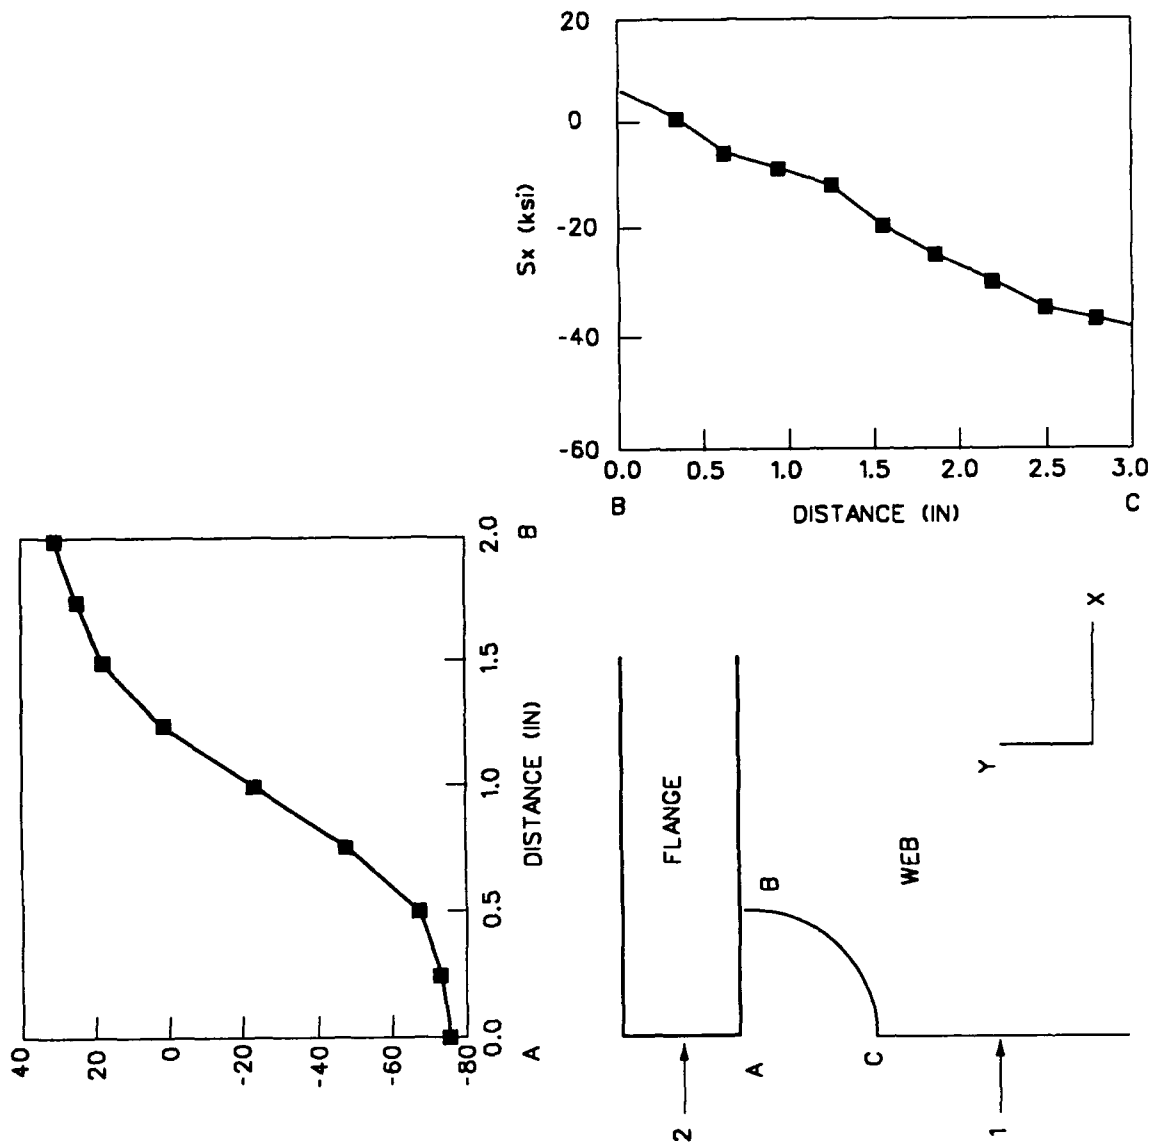 20
0
-20
-40
-60
Sx (ksi)
0.0 0.5 1.0 1.5 2.0 2.5 3.0
B DISTANCE (IN) C
40 20 0 -20 -40 -60 -80
0.0 0.5 1.0 1.5 2.0
A DISTANCE (IN) B
FLANGE
B
WEB
A
C
2
1
Y
X